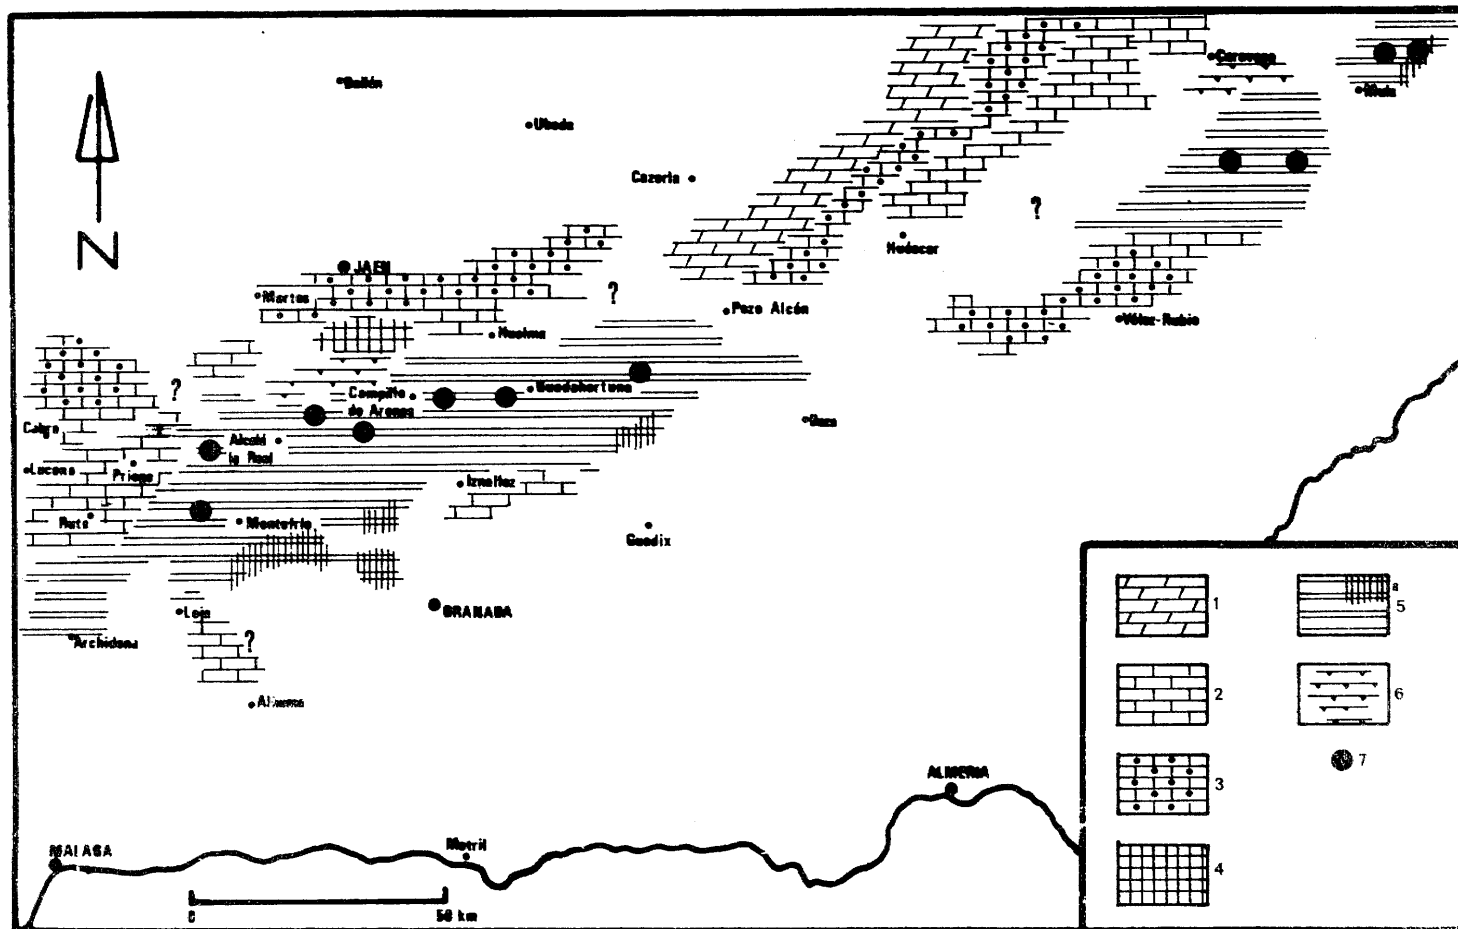 Bailén
Ubeda
Cazorla
Caravaca
Mula
N
JAEN
Martos
Huelma
Pozo Alcón
Huéscar
Vélez-Rubio
?
?
?
?
Campillo
de Arenas
Guadahortuna
Baza
Cabra
Lucena
Priego
Alcalá
la Real
Iznalloz
Rute
Montefrío
Guadix
Loja
GRANADA
Archidona
Alhama
ALMERIA
MALAGA
Motril
0
50 km
1
2
3
4
a
5
6
7